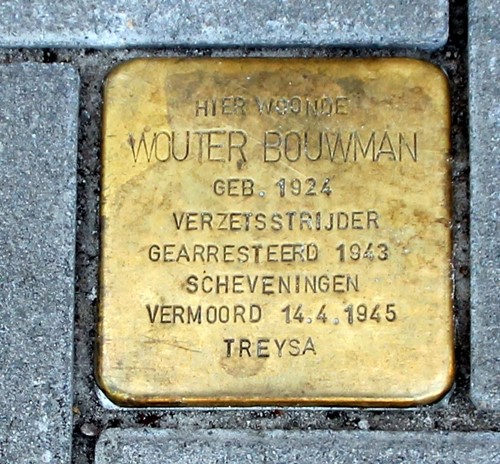 HIER WOONDE
WOUTER BOUWMAN
GEB. 1924
VERZETSSTRIJDER
GEARRESTEERD 1943
SCHEVENINGEN
VERMOORD 14.4.1945
TREYSA